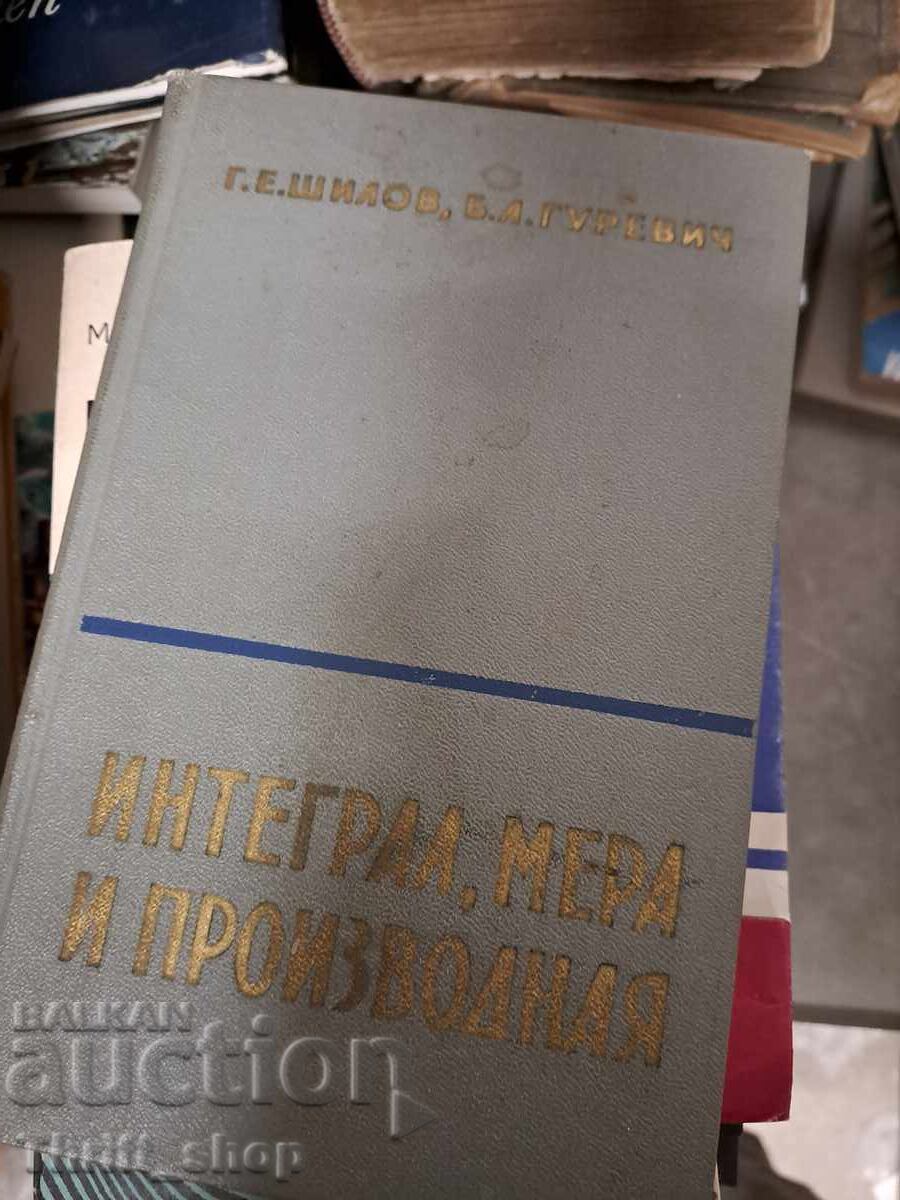 Г.Е.ШИЛОВ, Б.Л.ГУРЕВИЧ
ИНТЕГРАЛ, МЕРА
И ПРОИЗВОДНАЯ
М
BALKAN
auction
thrift_shop